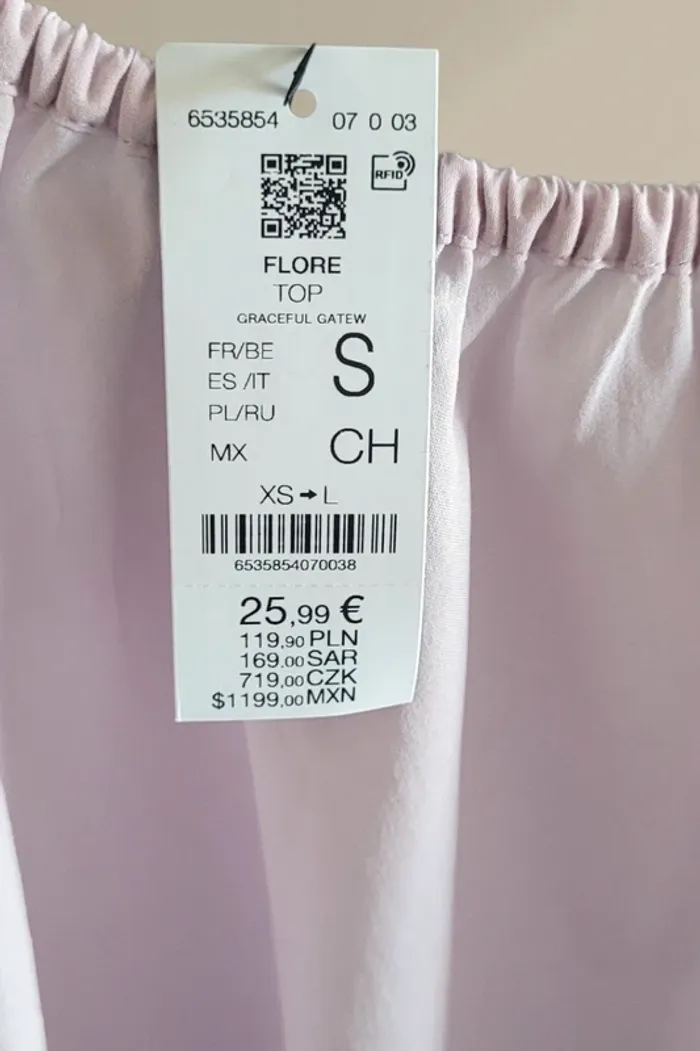 6535854 07 0 03
RFID
FLORE
TOP
GRACEFUL GATEW
FR/BE
ES /IT
PL/RU
S
MX CH
XS→L
6535854070038
25,99 €
119,90 PLN
169,00 SAR
719,00 CZK
$1199,00 MXN